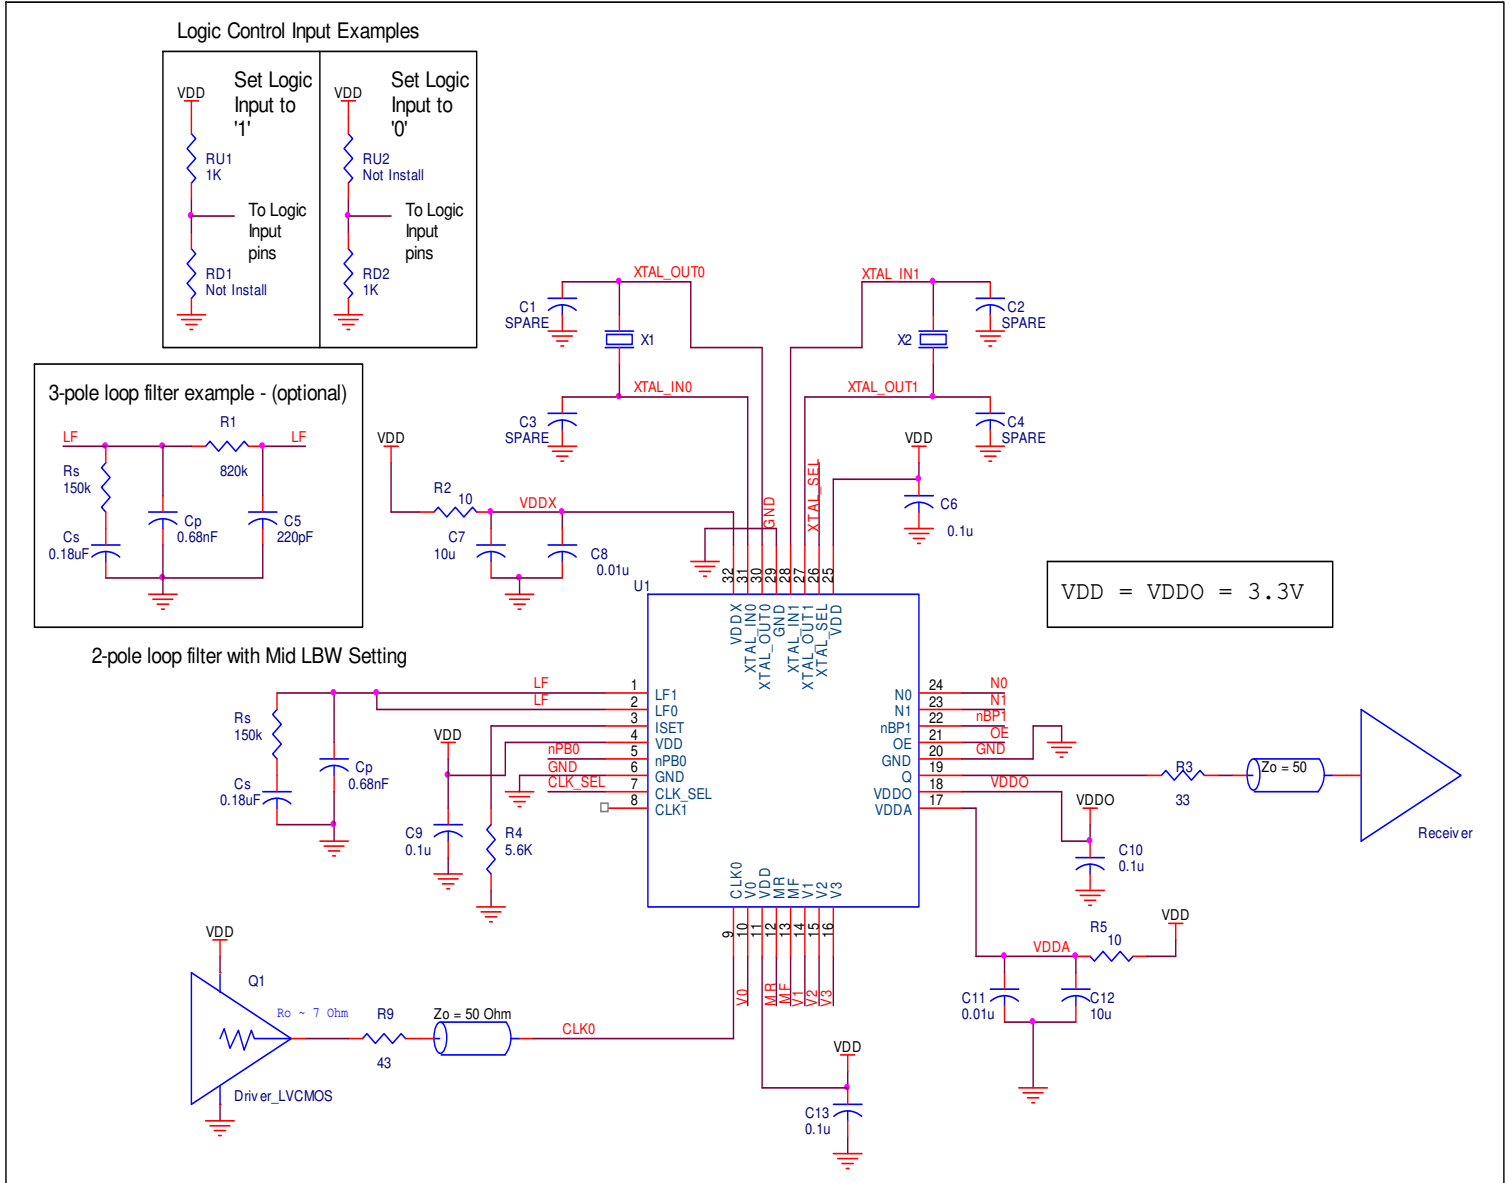 Logic Control Input Examples
Set Logic
Input to
'1'
VDD
RU1
1K
To Logic
Input
pins
RD1
Not Install
Set Logic
Input to
'0'
VDD
RU2
Not Install
To Logic
Input
pins
RD2
1K
3-pole loop filter example - (optional)
LF
R1
LF
820k
Rs
150k
Cs
0.18uF
Cp
0.68nF
C5
220pF
XTAL_OUT0
C1
SPARE
X1
XTAL_IN0
C3
SPARE
XTAL_IN1
C2
SPARE
X2
XTAL_OUT1
C4
SPARE
VDD
R2
10
VDDX
C7
10u
C8
0.01u
GND
XTAL_SEL
VDD
C6
0.1u
VDD = VDDO = 3.3V
U1
32
31
30
29
28
27
26
25
VDDX
XTAL_IN0
XTAL_OUT0
GND
XTAL_IN1
XTAL_OUT1
XTAL_SEL
VDD
2-pole loop filter with Mid LBW Setting
LF
LF
Rs
150k
Cs
0.18uF
Cp
0.68nF
VDD
nPB0
GND
CLK_SEL
C9
0.1u
R4
5.6K
1
2
3
4
5
6
7
8
LF1
LF0
ISET
VDD
nPB0
GND
CLK_SEL
CLK1
N0
N1
nBP1
OE
GND
Q
VDDO
VDDA
24
23
22
21
20
19
18
17
N0
N1
nBP1
OE
GND
VDDO
R3
33
Zo = 50
Receiver
VDDO
C10
0.1u
CLK0
V0
VDD
MR
MF
V1
V2
V3
9
10
11
12
13
14
15
16
V0
MR
MF
V1
V2
V3
VDDA
R5
10
VDD
C11
0.01u
C12
10u
VDD
Q1
Ro ~ 7 Ohm
R9
43
Zo = 50 Ohm
CLK0
Driver_LVCMOS
VDD
C13
0.1u